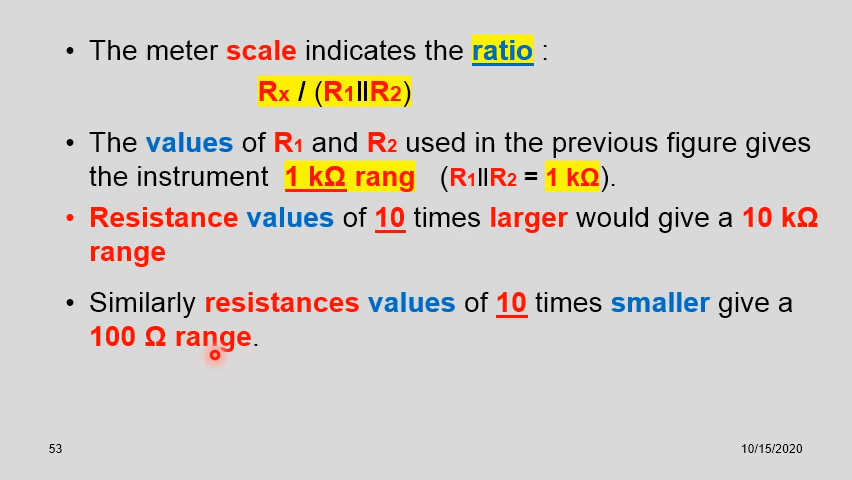 • The meter scale indicates the ratio :
Rx / (R1llR2)
• The values of R1 and R2 used in the previous figure gives
the instrument 1 kΩ rang (R1llR2 = 1 kΩ).
• Resistance values of 10 times larger would give a 10 kΩ
range
• Similarly resistances values of 10 times smaller give a
100 Ω range.
53
10/15/2020